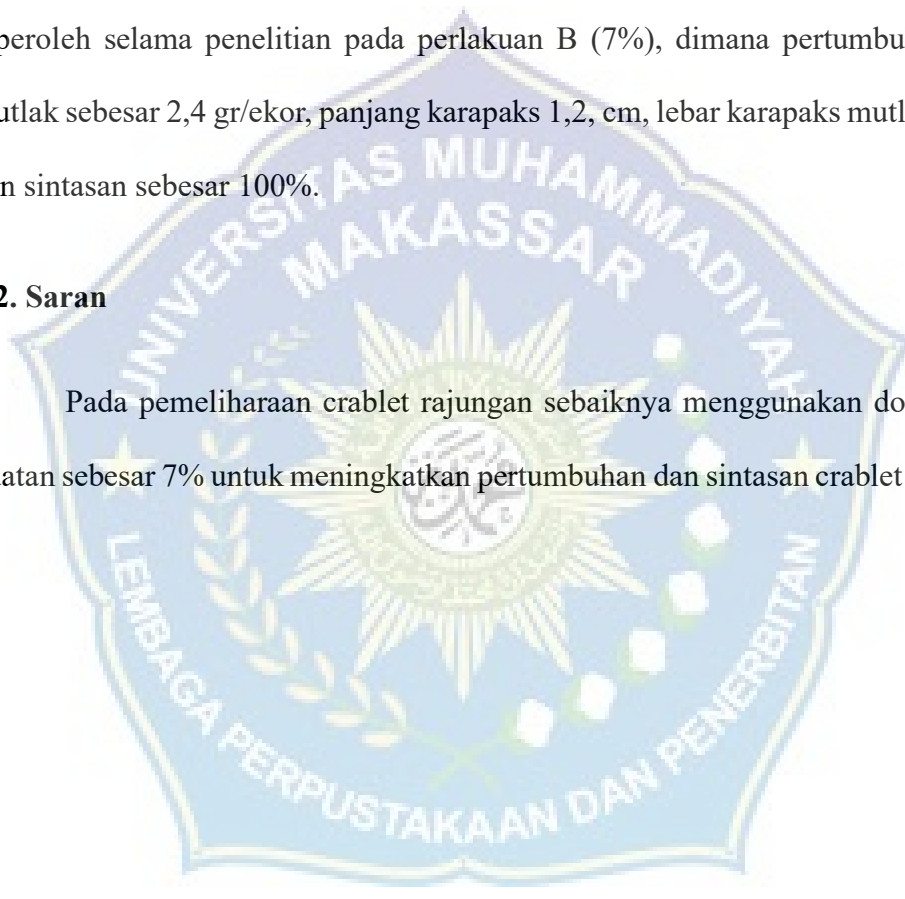 peroleh selama penelitian pada perlakuan B (7%), dimana pertumbu
utlak sebesar 2,4 gr/ekor, panjang karapaks 1,2, cm, lebar karapaks mutl
n sintasan sebesar 100%.
2. Saran
Pada pemeliharaan crablet rajungan sebaiknya menggunakan do
atan sebesar 7% untuk meningkatkan pertumbuhan dan sintasan crablet
UNIVERSITAS MUHAMMADIYAH
MAKASSAR
LEMBAGA PERPUSTAKAAN DAN PENERBITAN